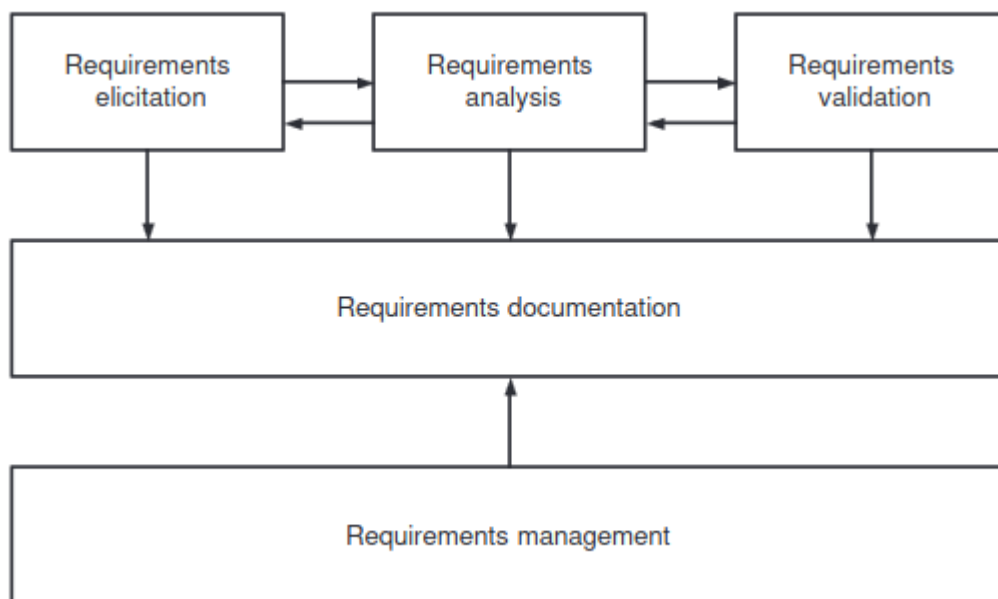 Requirements
elicitation
Requirements
analysis
Requirements
validation
Requirements documentation
Requirements management